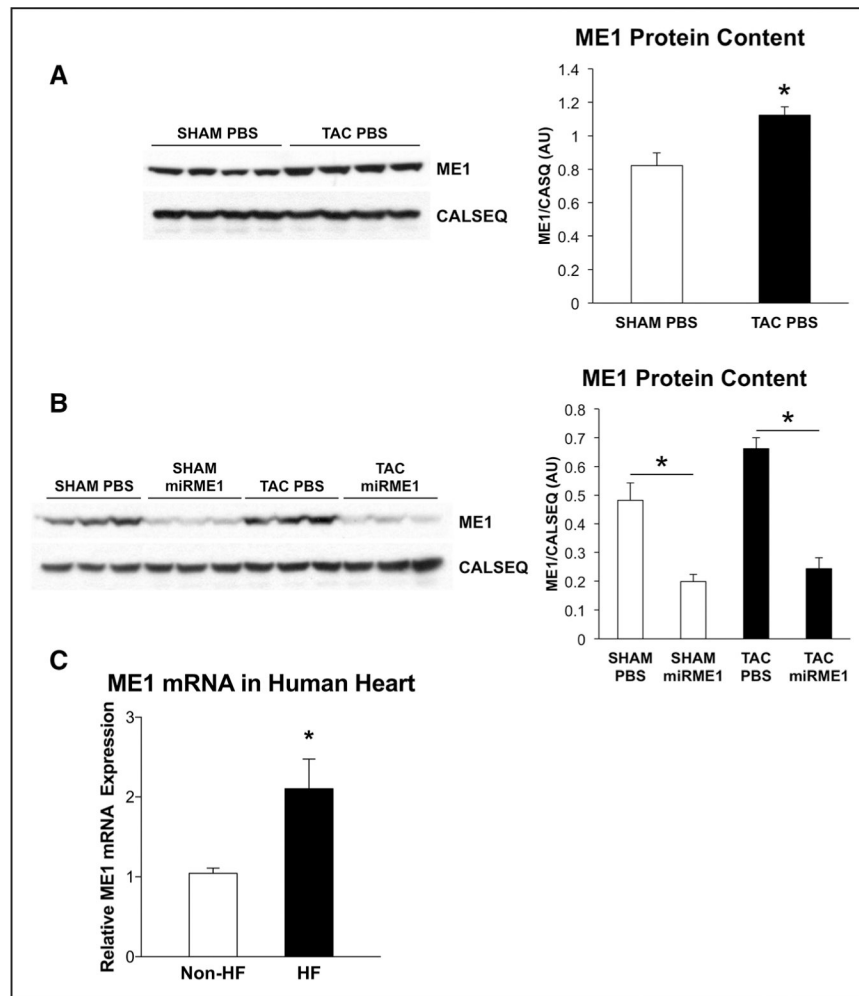 A
SHAM PBS TAC PBS
ME1
CALSEQ
ME1 Protein Content
ME1/CASQ (AU)
1.4
*
1.2
1
0.8
0.6
0.4
0.2
0
SHAM PBS TAC PBS
B
SHAM PBS SHAM miRME1 TAC PBS TAC miRME1
ME1
CALSEQ
ME1 Protein Content
ME1/CALSEQ (AU)
0.8
* *
0.7
0.6
0.5
0.4
0.3
0.2
0.1
0
SHAM SHAM TAC TAC
PBS miRME1 PBS miRME1
C
ME1 mRNA in Human Heart
Relative ME1 mRNA Expression
3
*
2
1
0
Non-HF HF